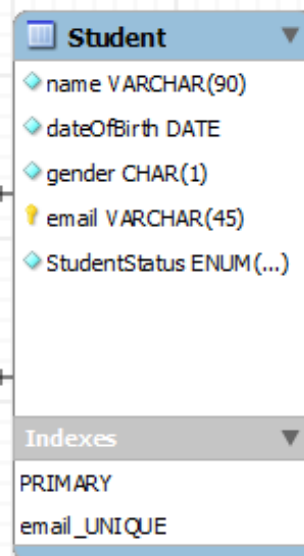 Student
name VARCHAR(90)
dateOfBirth DATE
gender CHAR(1)
email VARCHAR(45)
StudentStatus ENUM(...)
Indexes
PRIMARY
email_UNIQUE